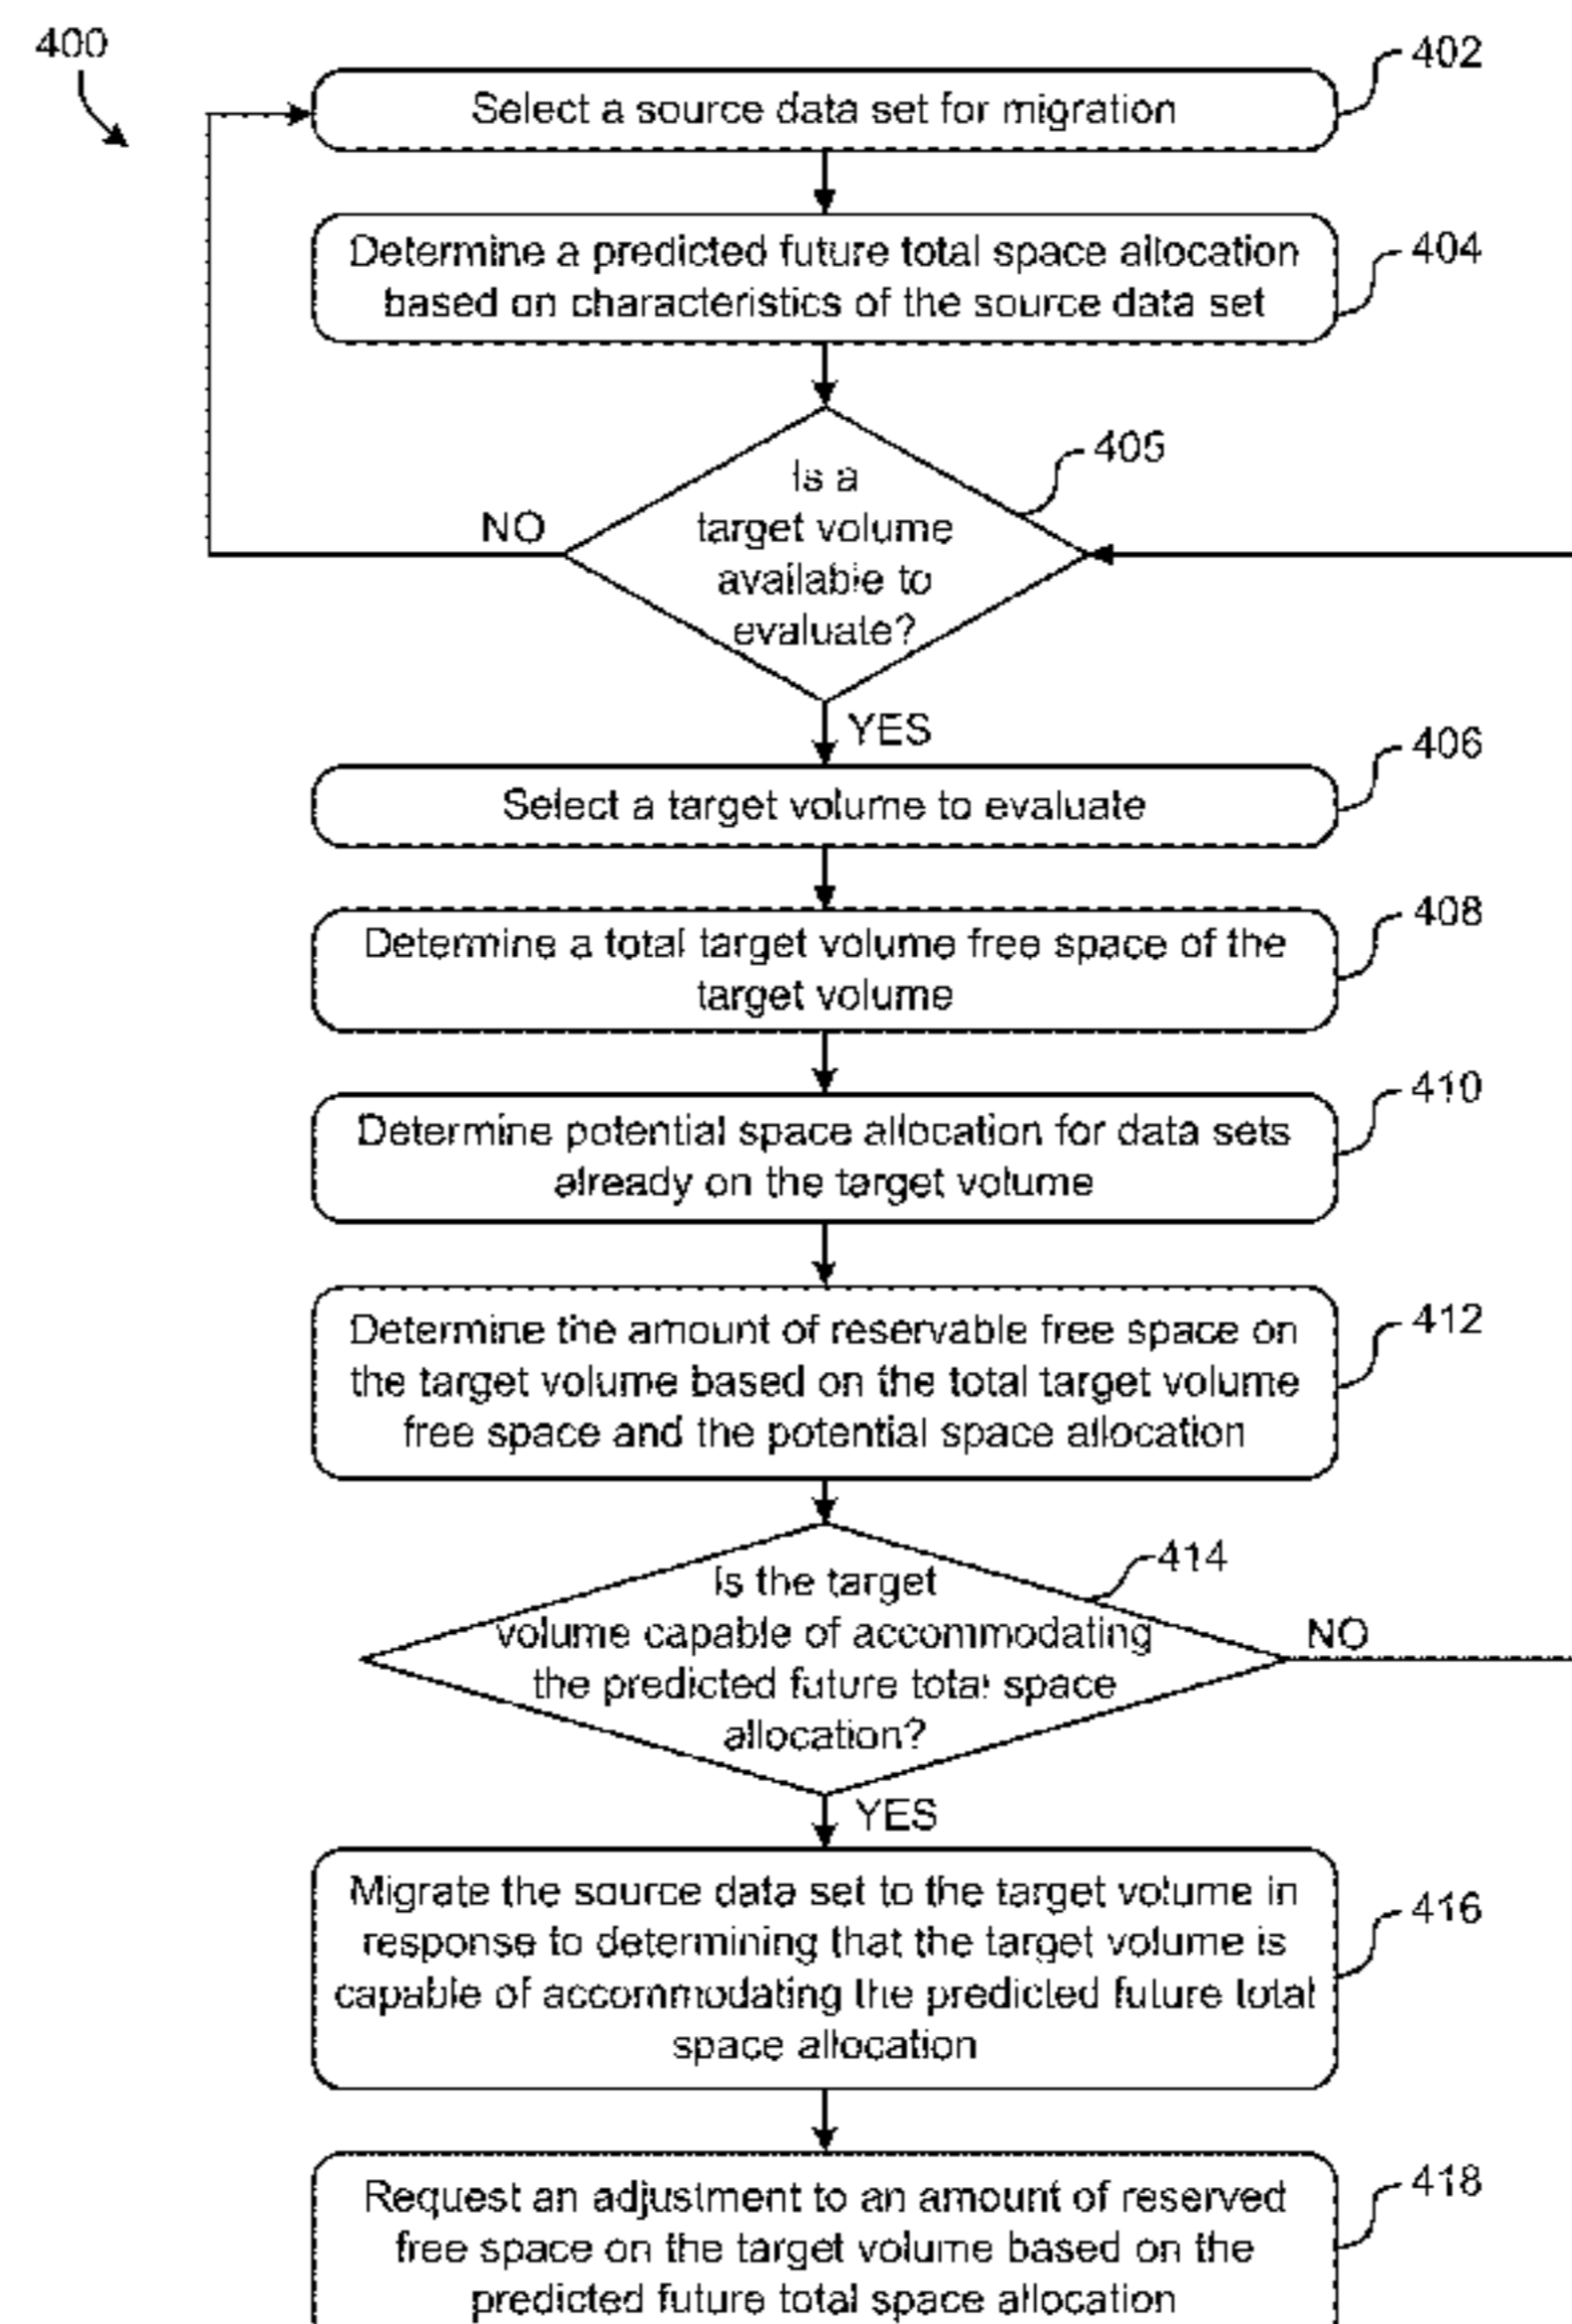 400
402
Select a source data set for migration
Determine a predicted future total space allocation
based on characteristics of the source data set
404
405
Is a
target volume
available to
evaluate?
NO
YES
406
Select a target volume to evaluate
408
Determine a total target volume free space of the
target volume
410
Determine potential space allocation for data sets
already on the target volume
412
Determine the amount of reservable free space on
the target volume based on the total target volume
free space and the potential space allocation
414
Is the target
volume capable of accommodating
the predicted future total space
allocation?
NO
YES
416
Migrate the source data set to the target volume in
response to determining that the target volume is
capable of accommodating the predicted future total
space allocation
418
Request an adjustment to an amount of reserved
free space on the target volume based on the
predicted future total space allocation